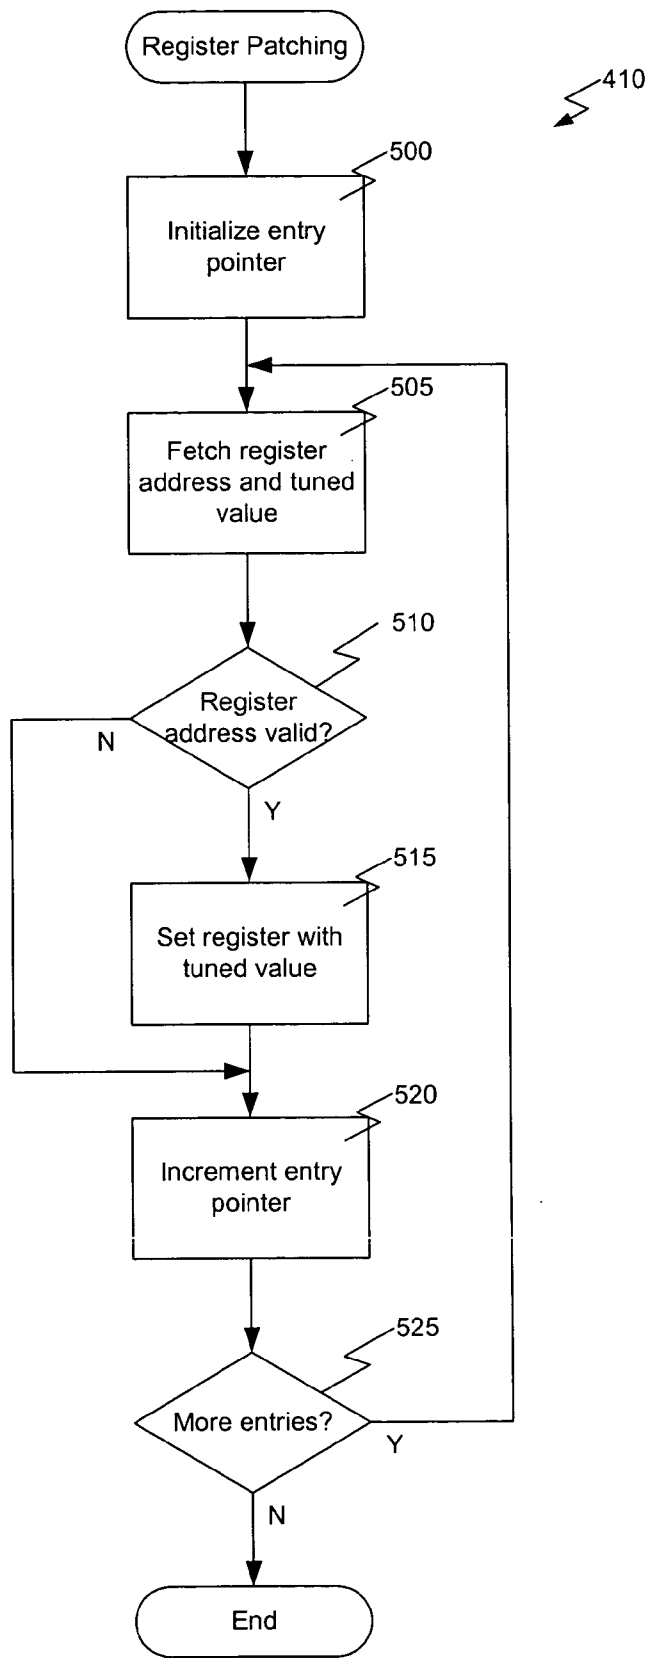 Register Patching
410
500
Initialize entry
pointer
505
Fetch register
address and tuned
value
510
Register
address valid?
N
Y
515
Set register with
tuned value
520
Increment entry
pointer
525
More entries?
Y
N
End